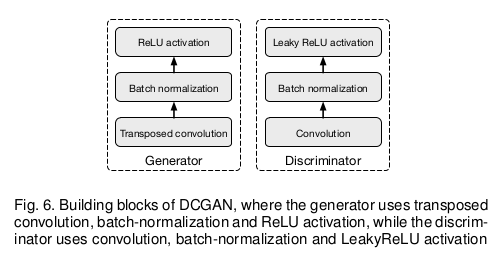 ReLU activation
Batch normalization
Transposed convolution
Generator
Leaky ReLU activation
Batch normalization
Convolution
Discriminator
Fig. 6. Building blocks of DCGAN, where the generator uses transposed
convolution, batch-normalization and ReLU activation, while the discrim-
inator uses convolution, batch-normalization and LeakyReLU activation